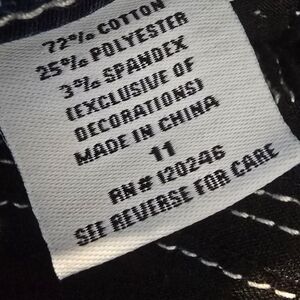 72% COTTON
25% POLYESTER
3% SPANDEX
(EXCLUSIVE OF
DECORATIONS)
MADE IN CHINA
11
RN# 120246
SEE REVERSE FOR CARE